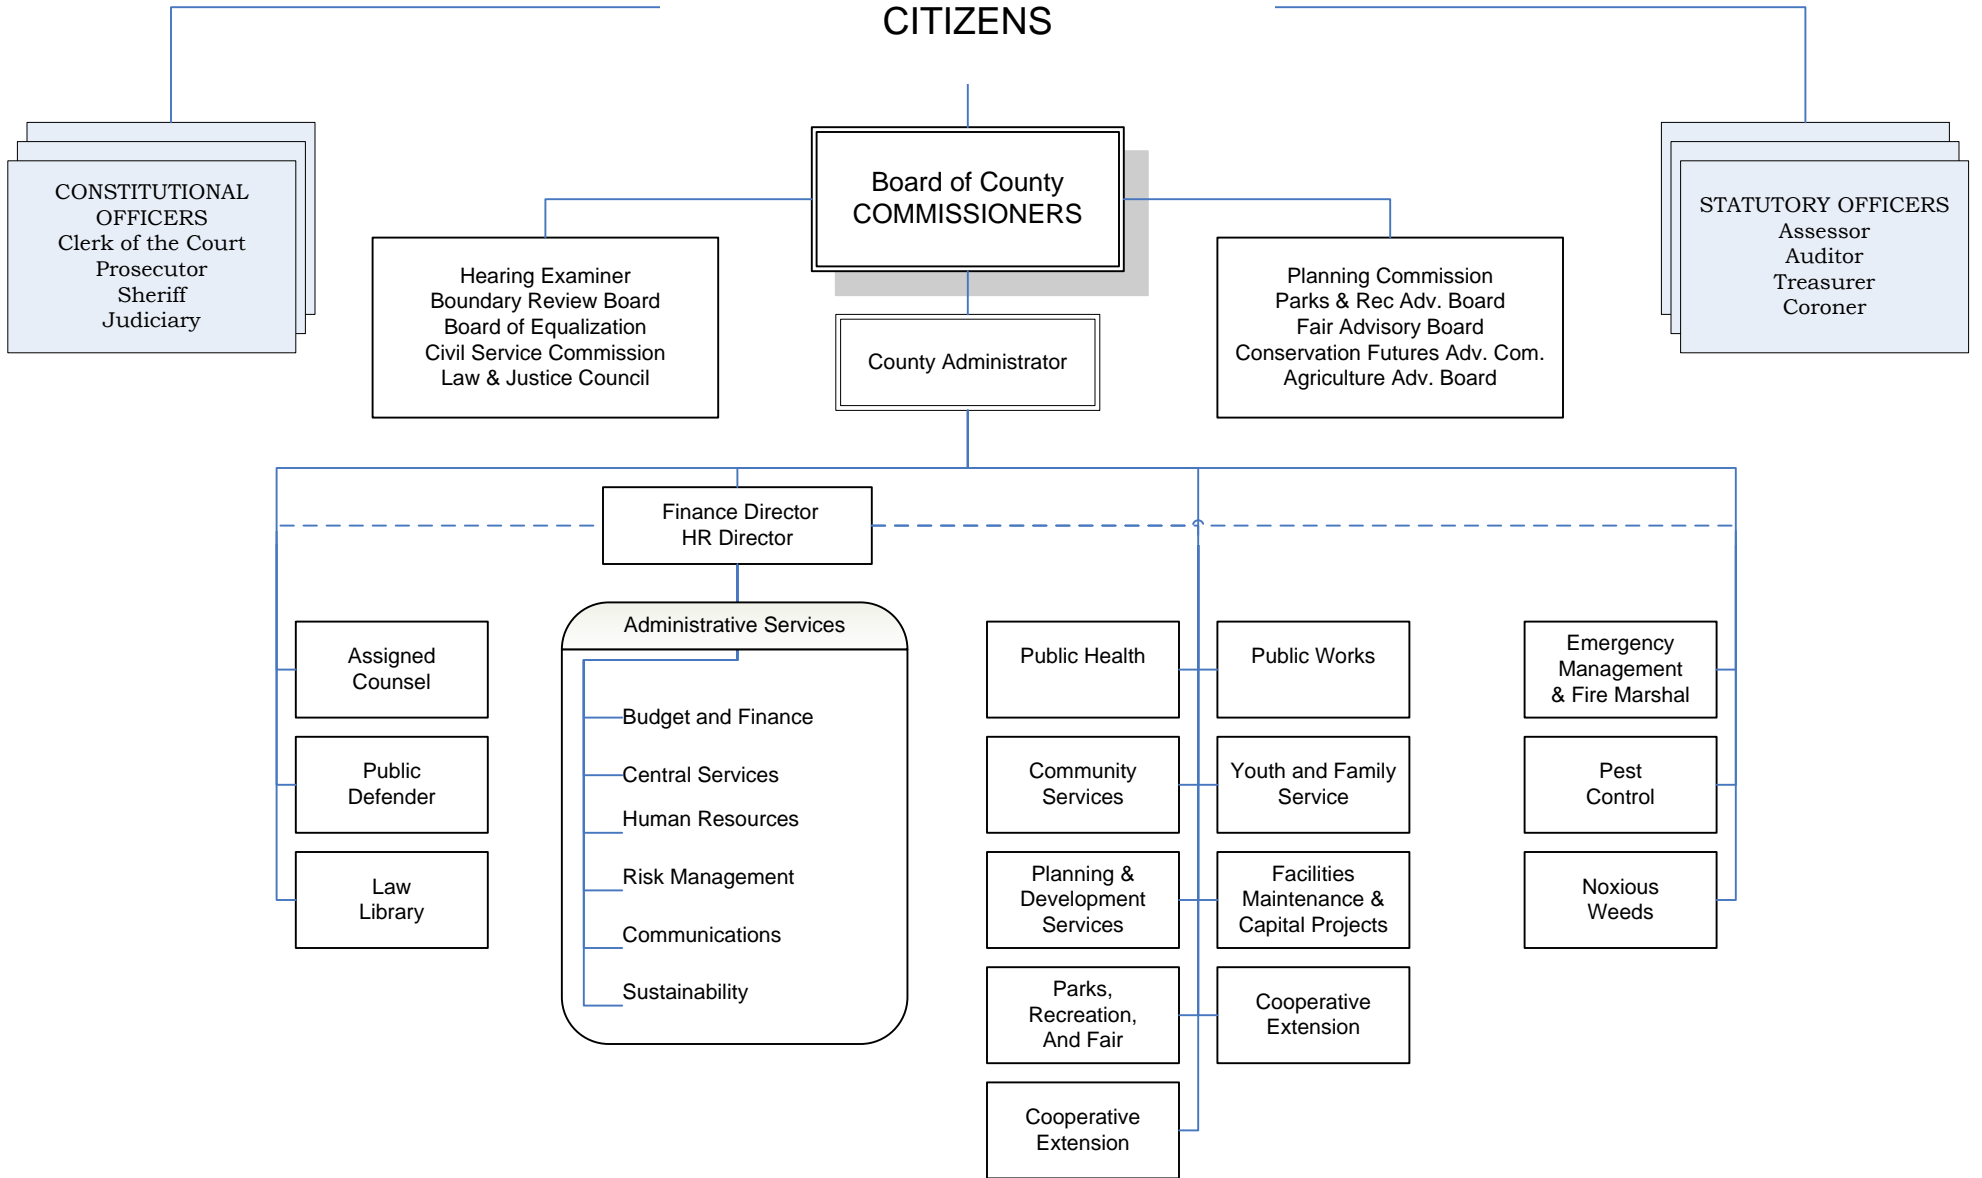 CITIZENS
CONSTITUTIONAL
OFFICERS
Clerk of the Court
Prosecutor
Sheriff
Judiciary
Board of County
COMMISSIONERS
STATUTORY OFFICERS
Assessor
Auditor
Treasurer
Coroner
Hearing Examiner
Boundary Review Board
Board of Equalization
Civil Service Commission
Law & Justice Council
County Administrator
Planning Commission
Parks & Rec Adv. Board
Fair Advisory Board
Conservation Futures Adv. Com.
Agriculture Adv. Board
Finance Director
HR Director
Assigned
Counsel
Public
Defender
Law
Library
Administrative Services
Budget and Finance
Central Services
Human Resources
Risk Management
Communications
Sustainability
Public Health
Public Works
Community
Services
Youth and Family
Service
Planning &
Development
Services
Facilities
Maintenance &
Capital Projects
Parks,
Recreation,
And Fair
Cooperative
Extension
Cooperative
Extension
Emergency
Management
& Fire Marshal
Pest
Control
Noxious
Weeds